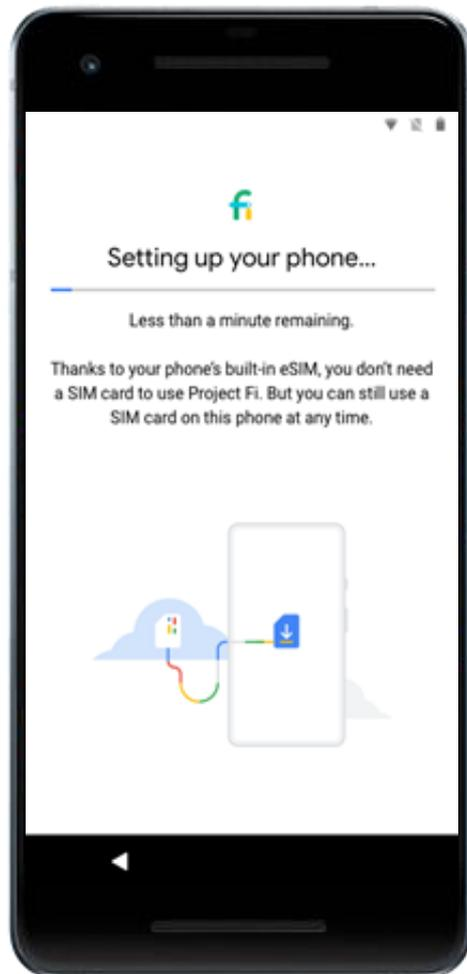 fi
Setting up your phone...
Less than a minute remaining.
Thanks to your phone's built-in eSIM, you don't need
a SIM card to use Project Fi. But you can still use a
SIM card on this phone at any time.